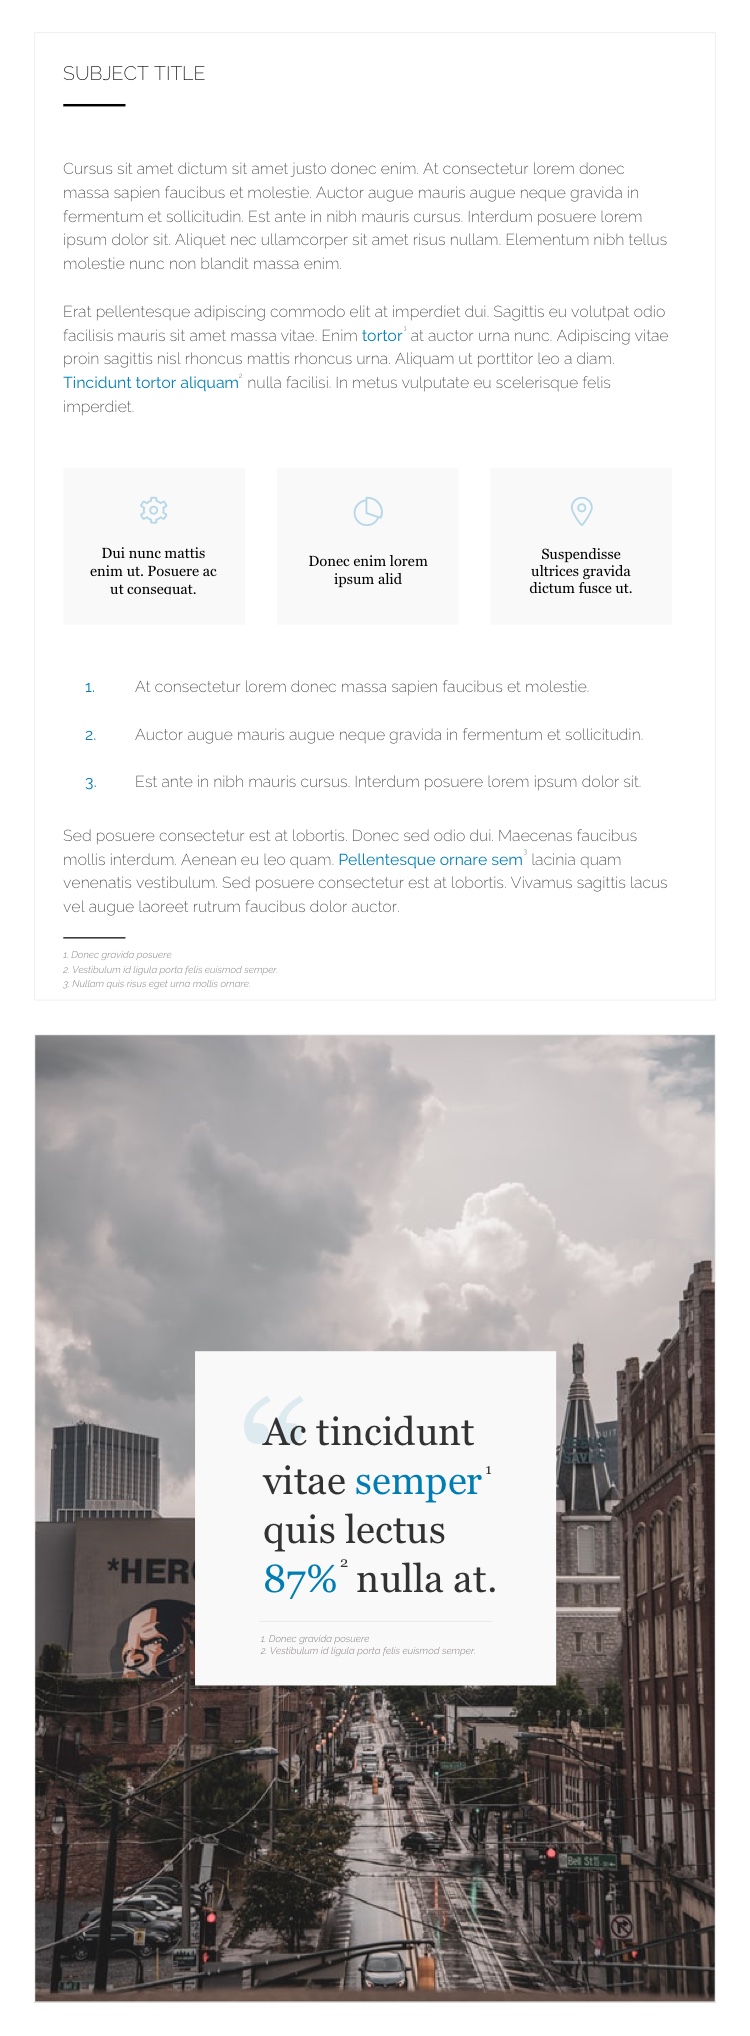 SUBJECT TITLE
Cursus sit amet dictum sit amet justo donec enim. At consectetur lorem donec
massa sapien faucibus et molestie. Auctor augue mauris augue neque gravida in
fermentum et sollicitudin. Est ante in nibh mauris cursus. Interdum posuere lorem
ipsum dolor sit. Aliquet nec ullamcorper sit amet risus nullam. Elementum nibh tellus
molestie nunc non blandit massa enim.
Erat pellentesque adipiscing commodo elit at imperdiet dui. Sagittis eu volutpat odio
facilisis mauris sit amet massa vitae. Enim tortor¹ at auctor urna nunc. Adipiscing vitae
proin sagittis nisl rhoncus mattis rhoncus urna. Aliquam ut porttitor leo a diam.
Tincidunt tortor aliquam² nulla facilisi. In metus vulputate eu scelerisque felis
imperdiet.
Dui nunc mattis
enim ut. Posuere ac
ut consequat.
Donec enim lorem
ipsum alid
Suspendisse
ultrices gravida
dictum fusce ut.
1. At consectetur lorem donec massa sapien faucibus et molestie.
2. Auctor augue mauris augue neque gravida in fermentum et sollicitudin.
3. Est ante in nibh mauris cursus. Interdum posuere lorem ipsum dolor sit.
Sed posuere consectetur est at lobortis. Donec sed odio dui. Maecenas faucibus
mollis interdum. Aenean eu leo quam. Pellentesque ornare sem³ lacinia quam
venenatis vestibulum. Sed posuere consectetur est at lobortis. Vivamus sagittis lacus
vel augue laoreet rutrum faucibus dolor auctor.
1. Donec gravida posuere
2. Vestibulum id ligula porta felis euismod semper.
3. Nullam quis risus eget urna mollis ornare.
“
Ac tincidunt
vitae semper¹
quis lectus
87%² nulla at.
1. Donec gravida posuere
2. Vestibulum id ligula porta felis euismod semper.
*HER
Bell St